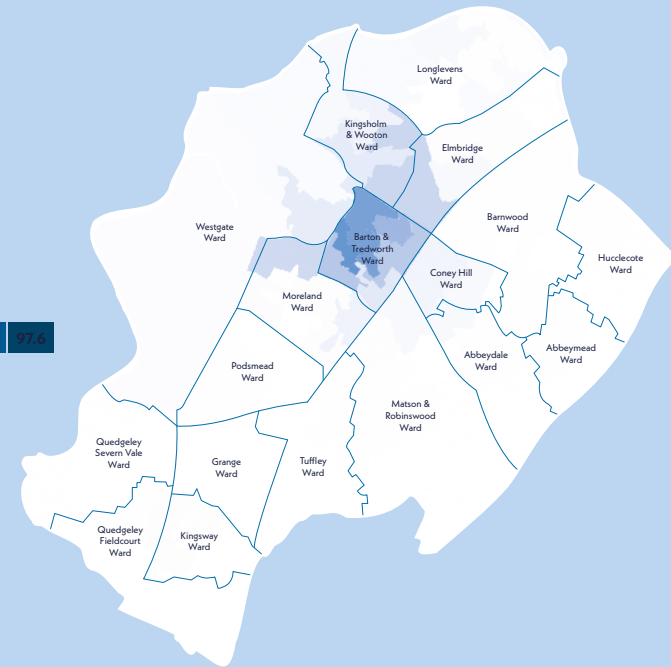 Longlevens
Ward
Kingsholm
& Wooton
Ward
Elmbridge
Ward
Westgate
Ward
Barton &
Tredworth
Ward
Barnwood
Ward
Hucclecote
Ward
Coney Hill
Ward
Moreland
Ward
97.6
Podsmead
Ward
Abbeydale
Ward
Abbeymead
Ward
Matson &
Robinswood
Ward
Quedgeley
Severn Vale
Ward
Grange
Ward
Tuffley
Ward
Quedgeley
Fieldcourt
Ward
Kingsway
Ward